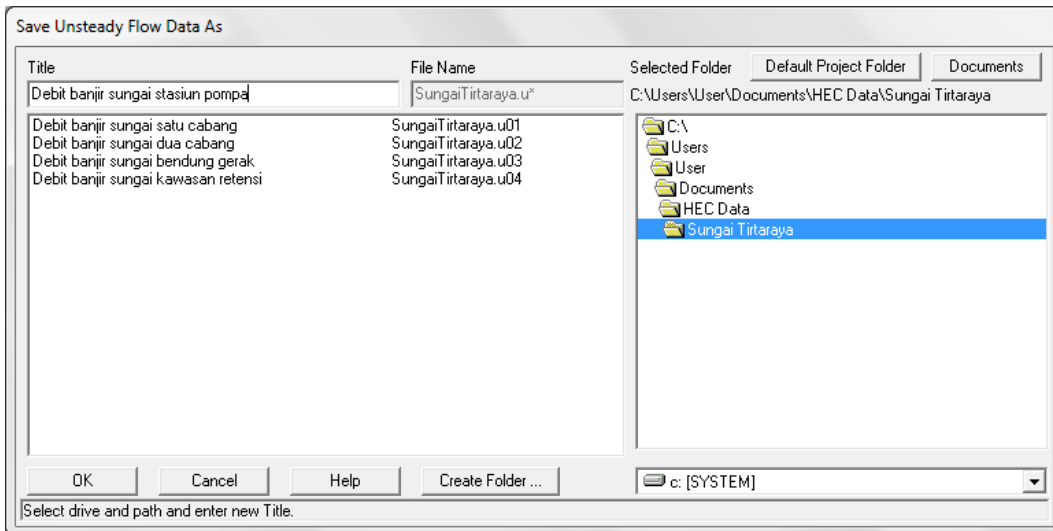 Save Unsteady Flow Data As
Title File Name Selected Folder Default Project Folder Documents
Debit banjir sungai stasiun pompa SungaiTirtaraya.u* C:\Users\User\Documents\HEC Data\Sungai Tirtaraya
Debit banjir sungai satu cabang SungaiTirtaraya.u01
Debit banjir sungai dua cabang SungaiTirtaraya.u02
Debit banjir sungai bendung gerak SungaiTirtaraya.u03
Debit banjir sungai kawasan retensi SungaiTirtaraya.u04
C:\
Users
User
Documents
HEC Data
Sungai Tirtaraya
OK Cancel Help Create Folder ... c: [SYSTEM]
Select drive and path and enter new Title.